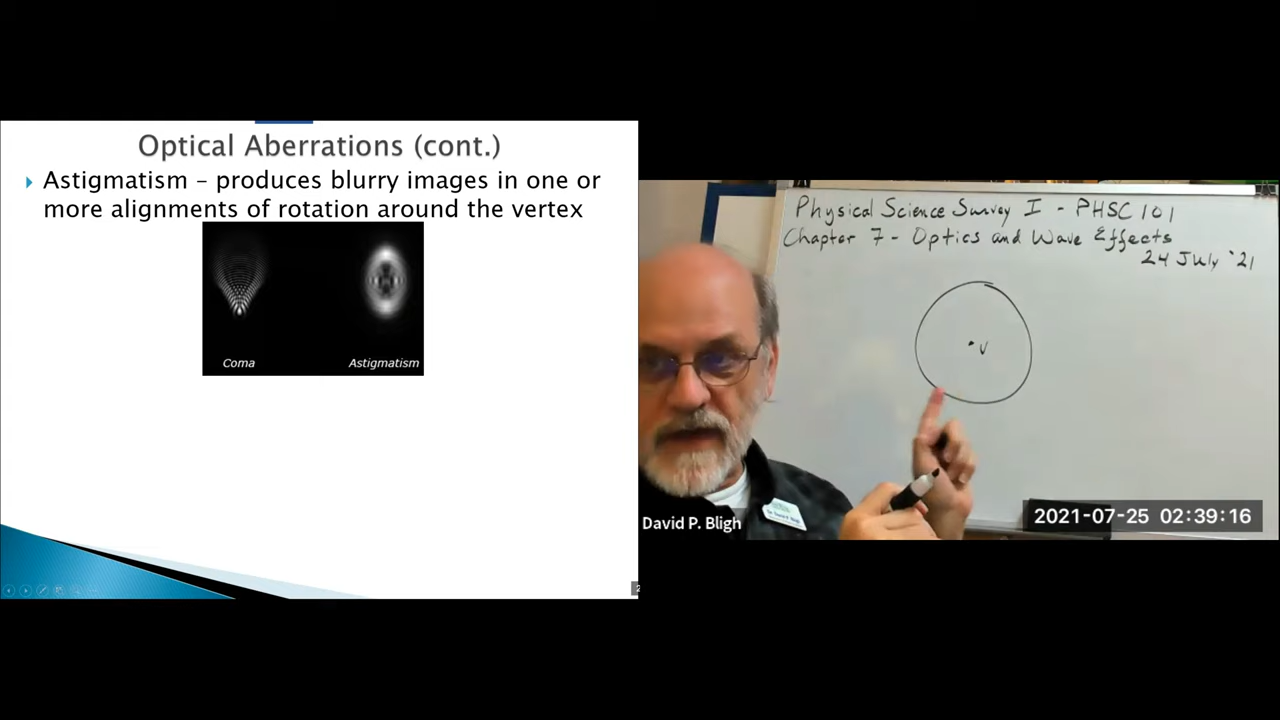 Optical Aberrations (cont.)
Astigmatism – produces blurry images in one or
more alignments of rotation around the vertex
Coma
Astigmatism
2
Physical Science Survey I - PHSC 101
Chapter 7 - Optics and Wave Effects
24 July '21
V
David P. Bligh
2021-07-25 02:39:16